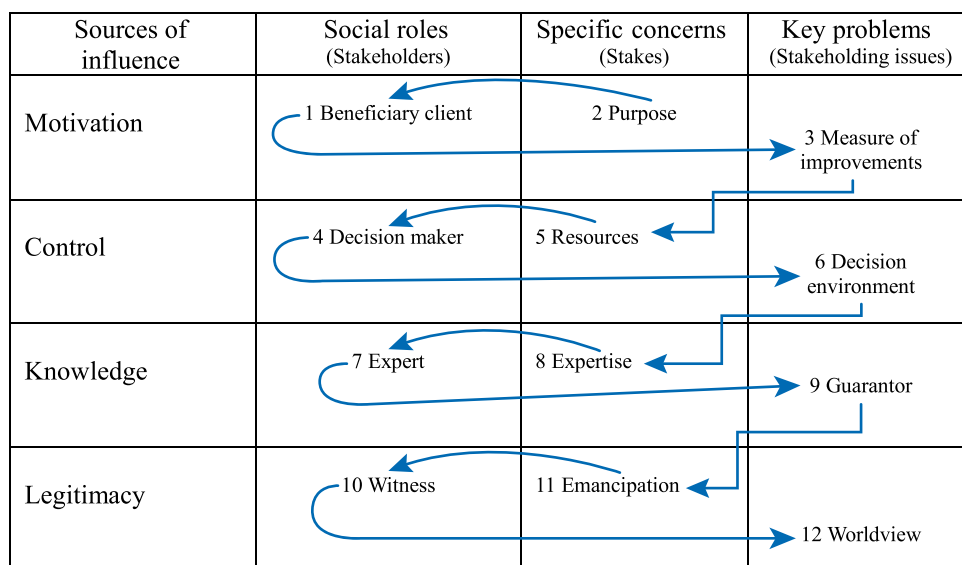 Sources of
influence
Social roles
(Stakeholders)
Specific concerns
(Stakes)
Key problems
(Stakeholding issues)
Motivation
1 Beneficiary client
2 Purpose
3 Measure of
improvements
Control
4 Decision maker
5 Resources
6 Decision
environment
Knowledge
7 Expert
8 Expertise
9 Guarantor
Legitimacy
10 Witness
11 Emancipation
12 Worldview